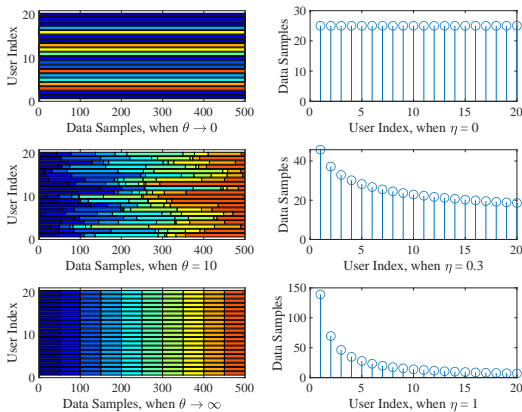 User Index
20
10
0
0 100 200 300 400 500
Data Samples, when θ → 0
Data Samples
30
20
10
0
0 5 10 15 20
User Index, when η = 0
User Index
20
10
0
0 100 200 300 400 500
Data Samples, when θ = 10
Data Samples
40
20
0
0 5 10 15 20
User Index, when η = 0.3
User Index
20
10
0
0 100 200 300 400 500
Data Samples, when θ → ∞
Data Samples
150
100
50
0
0 5 10 15 20
User Index, when η = 1